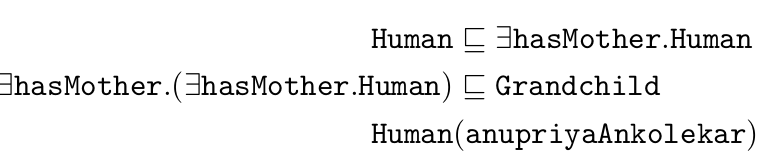 Human ⊑ ∃hasMother.Human
∃hasMother.(∃hasMother.Human) ⊑ Grandchild
Human(anupriyaAnkolekar)